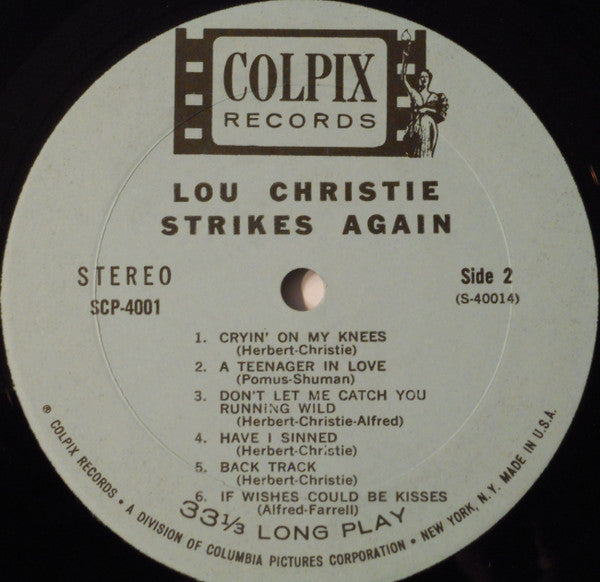 COLPIX
RECORDS
LOU CHRISTIE
STRIKES AGAIN
STEREO
SCP-4001
Side 2
(S-40014)
1. CRYIN' ON MY KNEES
(Herbert-Christie)
2. A TEENAGER IN LOVE
(Pomus-Shuman)
3. DON'T LET ME CATCH YOU
RUNNING WILD
(Herbert-Christie-Alfred)
4. HAVE I SINNED
(Herbert-Christie)
5. BACK TRACK
(Herbert-Christie)
6. IF WISHES COULD BE KISSES
(Alfred-Farrell)
33⅓ LONG PLAY
® COLPIX RECORDS • A DIVISION OF COLUMBIA PICTURES CORPORATION • NEW YORK, N.Y. MADE IN U.S.A.